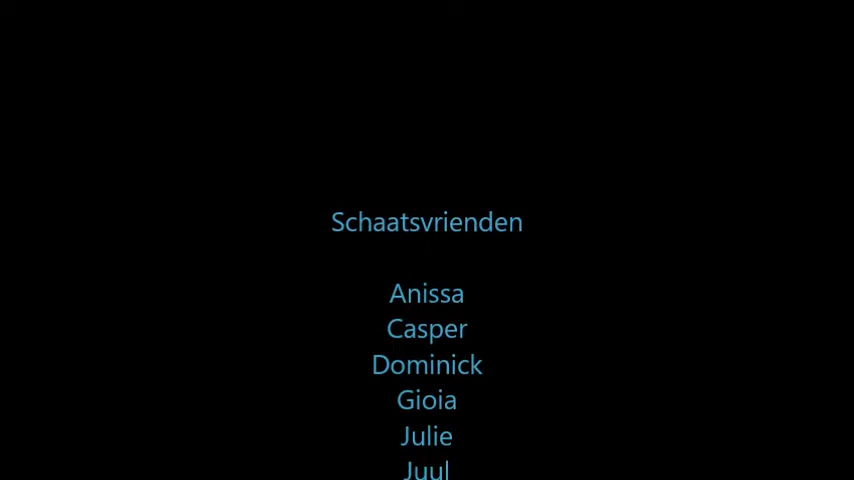 Schaatsvrienden
Anissa
Casper
Dominick
Gioia
Julie
Juul